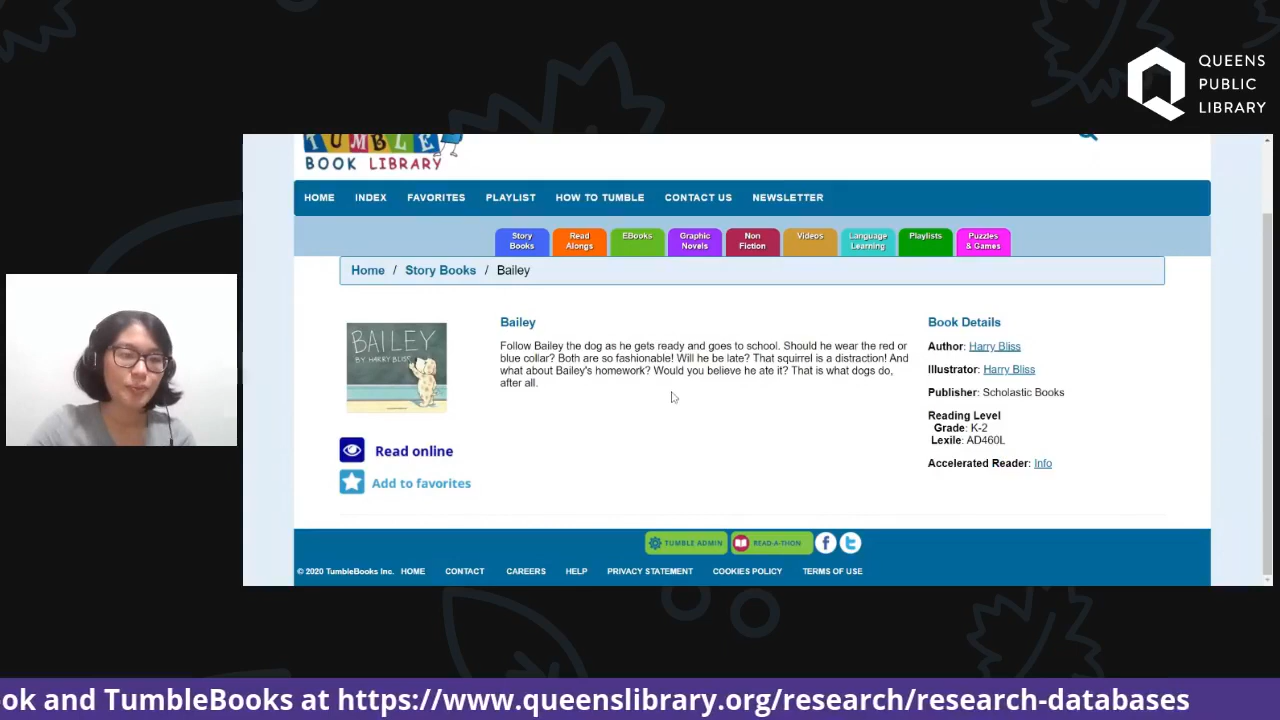 QUEENS
PUBLIC
LIBRARY
TUMBLE
BOOK LIBRARY
HOME INDEX FAVORITES PLAYLIST HOW TO TUMBLE CONTACT US NEWSLETTER
Story Books
Read Alongs
EBooks
Graphic Novels
Non Fiction
Videos
Language Learning
Playlists
Puzzles & Games
Home / Story Books / Bailey
BAILEY
BY HARRY BLISS
Read online
Add to favorites
Bailey
Follow Bailey the dog as he gets ready and goes to school. Should he wear the red or
blue collar? Both are so fashionable! Will he be late? That squirrel is a distraction! And
what about Bailey's homework? Would you believe he ate it? That is what dogs do,
after all.
Book Details
Author: Harry Bliss
Illustrator: Harry Bliss
Publisher: Scholastic Books
Reading Level
Grade: K-2
Lexile: AD460L
Accelerated Reader: Info
TUMBLE ADMIN READ-A-THON
© 2020 TumbleBooks Inc. HOME CONTACT CAREERS HELP PRIVACY STATEMENT COOKIES POLICY TERMS OF USE
ok and TumbleBooks at https://www.queenslibrary.org/research/research-databases